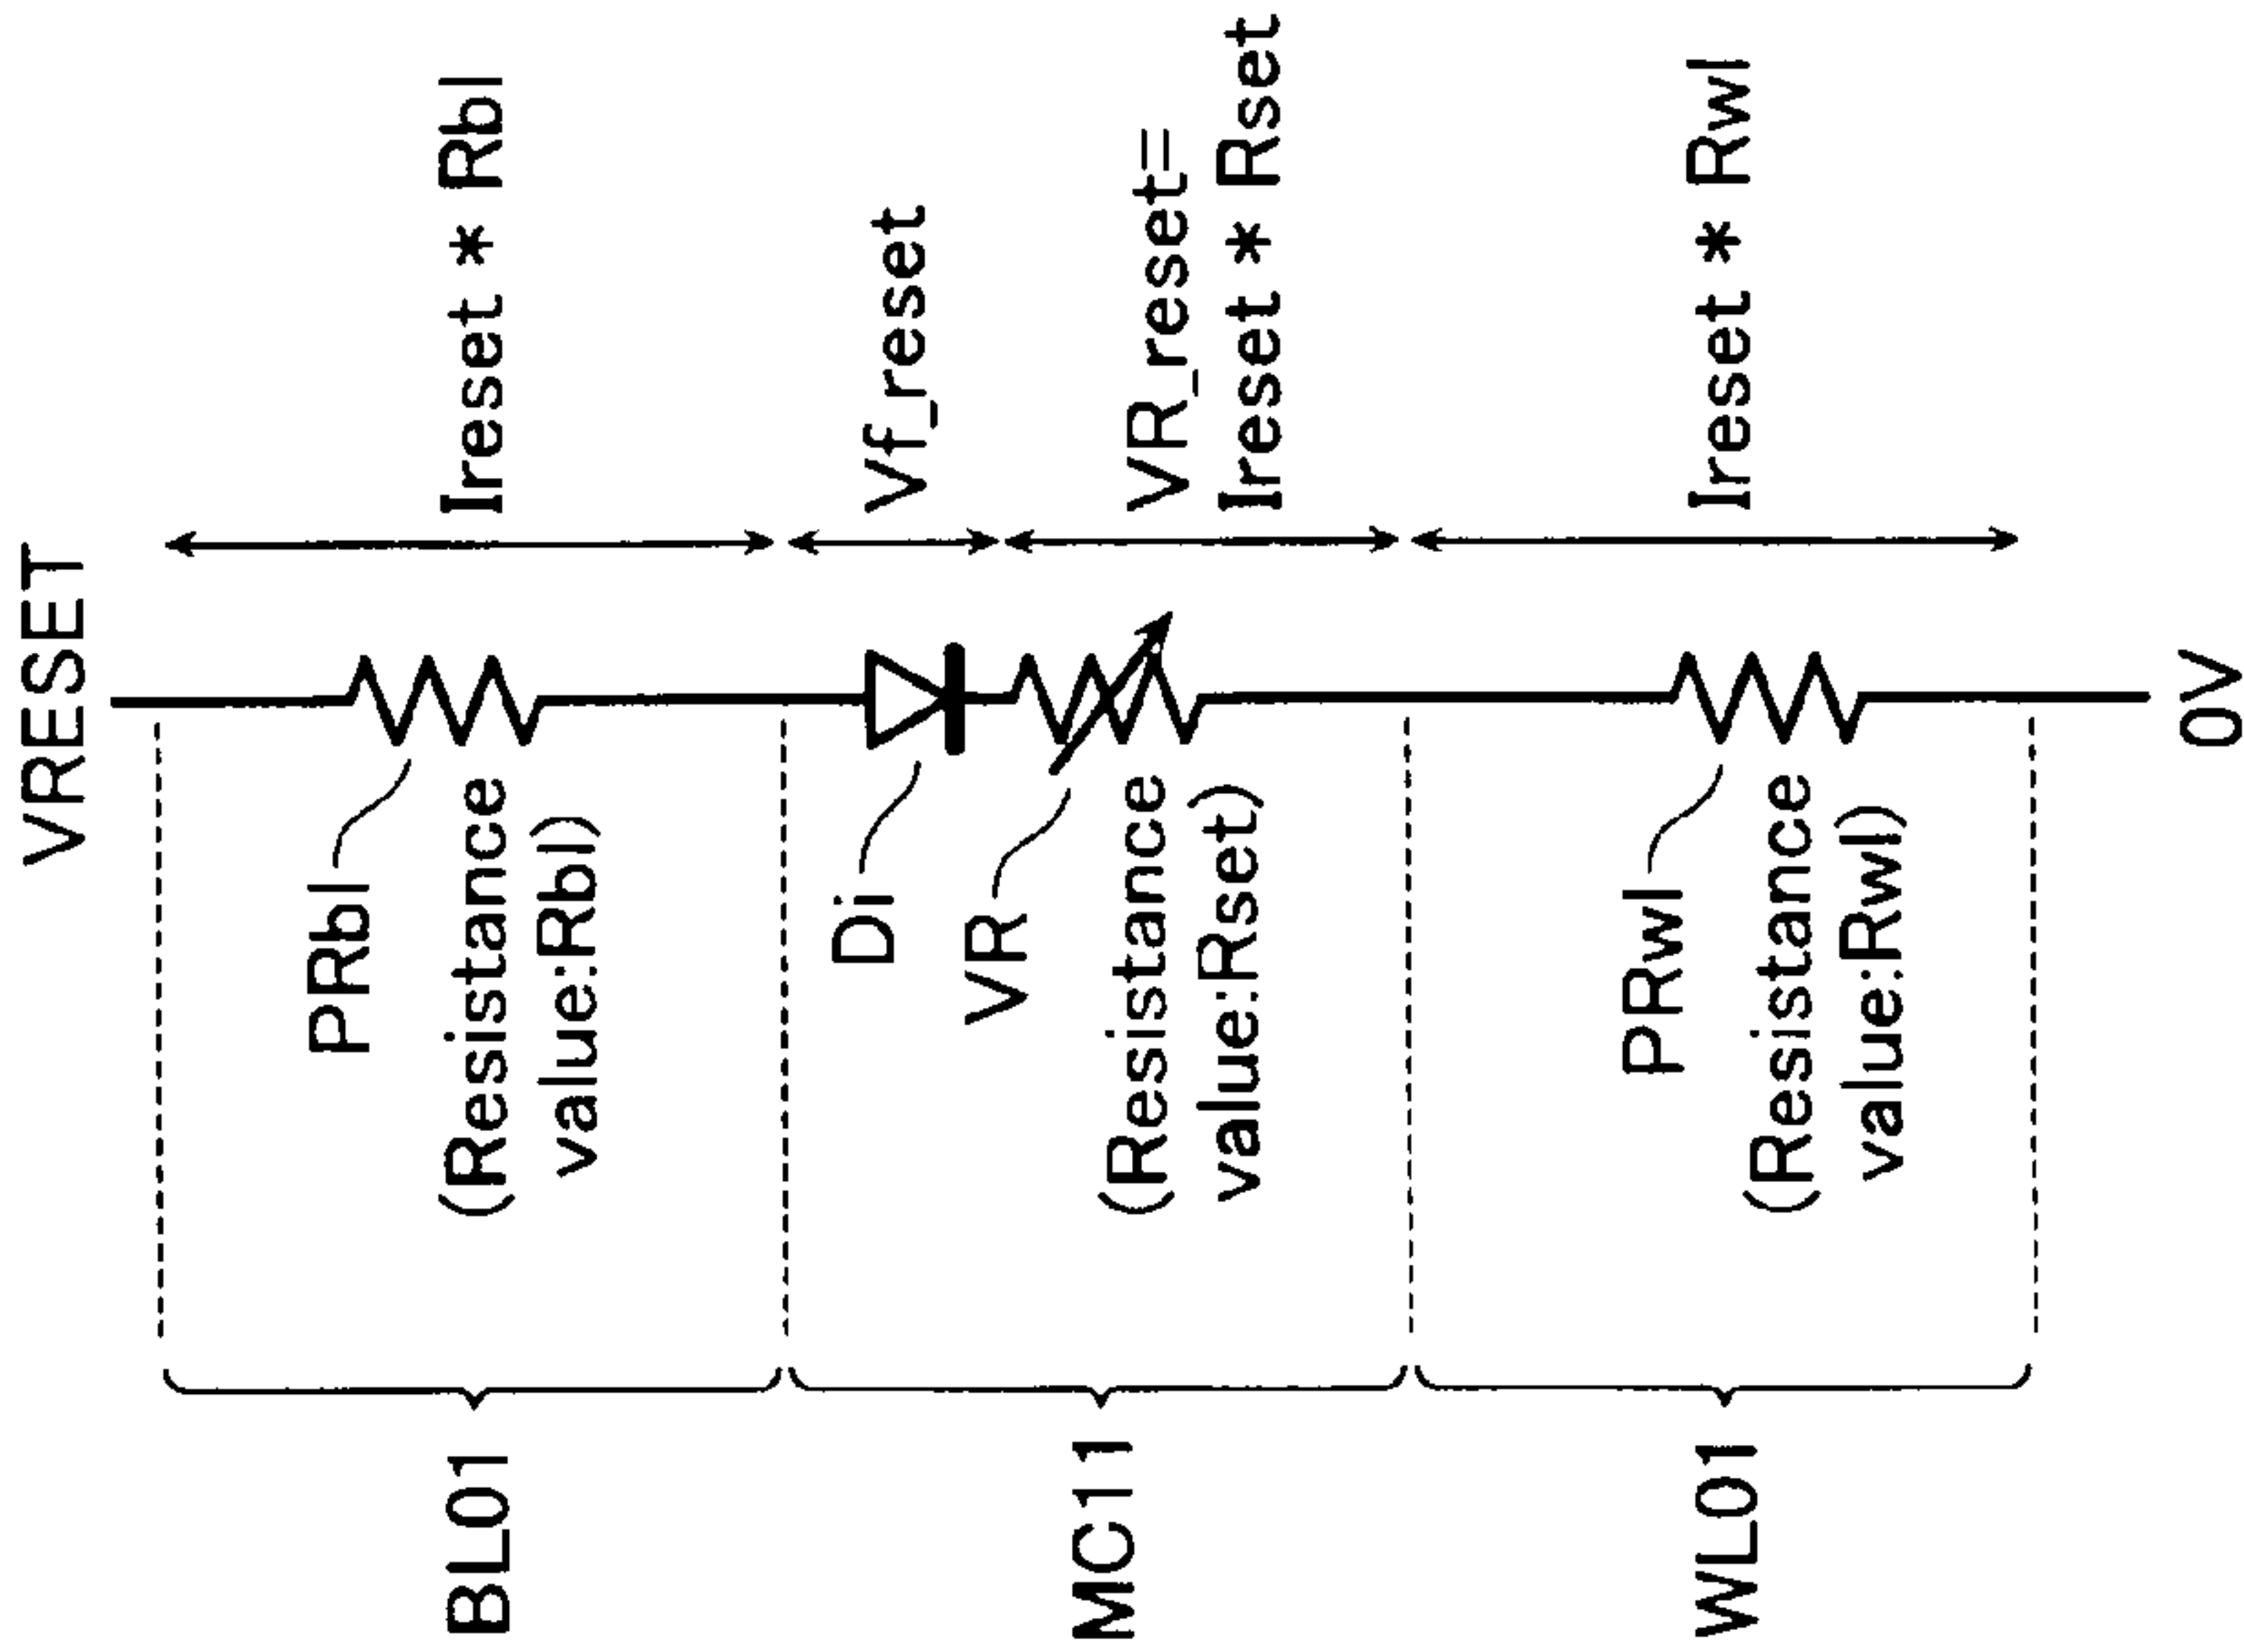 VRESET
BL01
PRbl
(Resistance
value:Rbl)
Ireset * Rbl
MC11
Di
VR
(Resistance
value:Rset)
Vf_reset
VR_reset=
Ireset * Rset
WL01
PRwl
(Resistance
value:Rwl)
Ireset * Rwl
0V